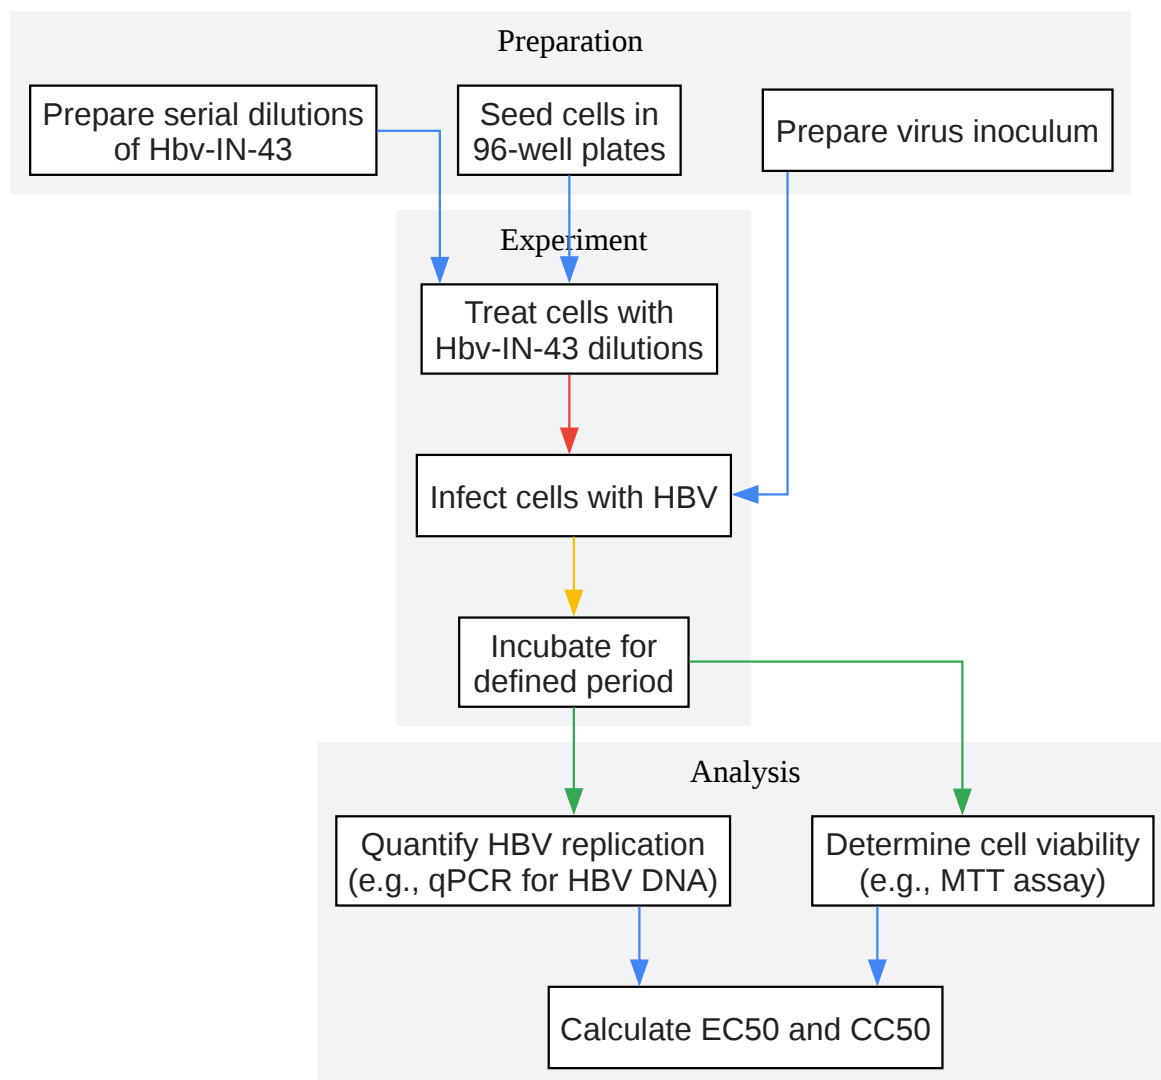 Preparation
Prepare serial dilutions
of Hbv-IN-43
Seed cells in
96-well plates
Prepare virus inoculum
Experiment
Treat cells with
Hbv-IN-43 dilutions
Infect cells with HBV
Incubate for
defined period
Analysis
Quantify HBV replication
(e.g., qPCR for HBV DNA)
Determine cell viability
(e.g., MTT assay)
Calculate EC50 and CC50